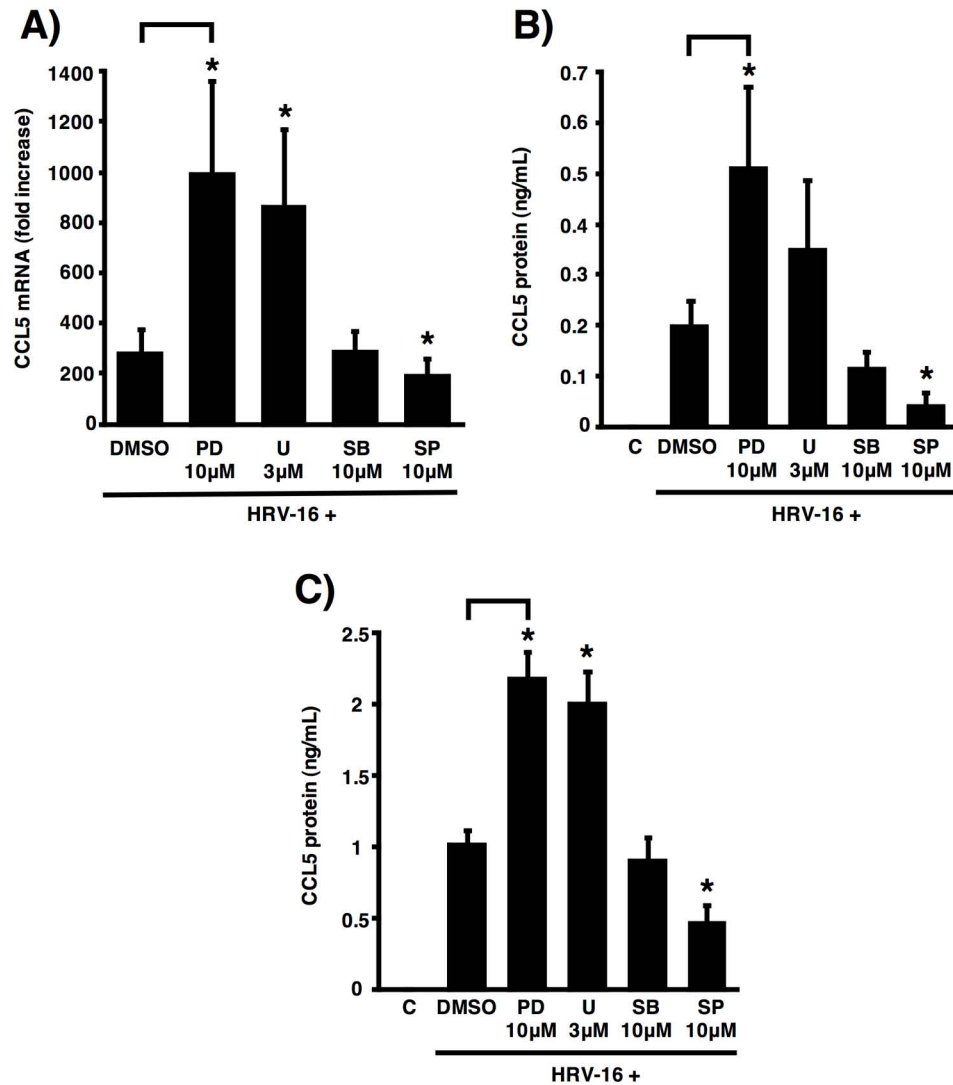 A)
CCL5 mRNA (fold increase)
1400
1200
1000
800
600
400
200
0
* * *
DMSO PD U SB SP
10µM 3µM 10µM 10µM
HRV-16 +
B)
CCL5 protein (ng/mL)
0.7
0.6
0.5
0.4
0.3
0.2
0.1
0
* *
C DMSO PD U SB SP
10µM 3µM 10µM 10µM
HRV-16 +
C)
CCL5 protein (ng/mL)
2.5
2
1.5
1
0.5
0
* * *
C DMSO PD U SB SP
10µM 3µM 10µM 10µM
HRV-16 +